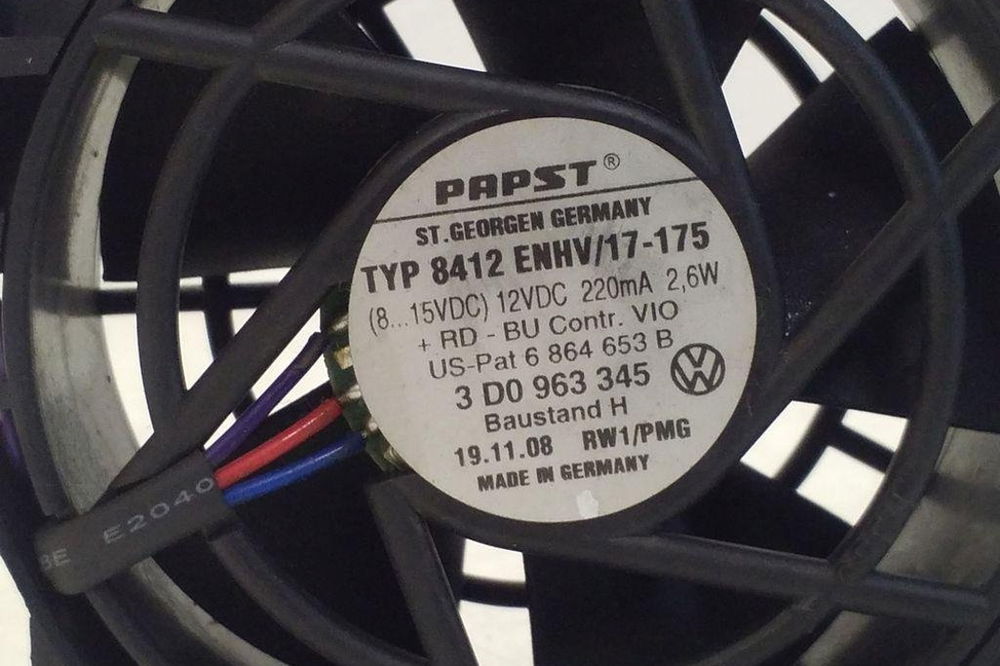 PAPST®
ST.GEORGEN GERMANY
TYP 8412 ENHV/17-175
(8...15VDC) 12VDC 220mA 2,6W
+ RD - BU Contr. VIO
US-Pat 6 864 653 B
3 D0 963 345
Baustand H
19.11.08 RW1/PMG
MADE IN GERMANY
E2040